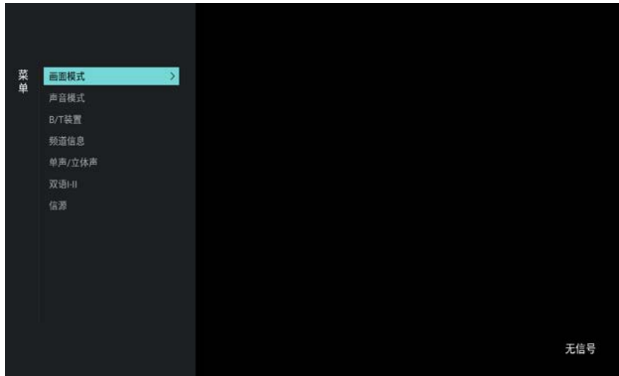 菜单
画面模式 >
声音模式
B/T装置
频道信息
单声/立体声
双语I-II
信源
无信号